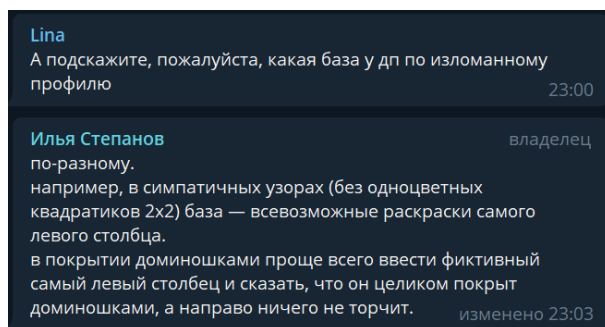 Lina
А подскажите, пожалуйста, какая база у дп по изломанному
профилю
23:00
Илья Степанов владелец
по-разному.
например, в симпатичных узорах (без одноцветных
квадратиков 2x2) база — всевозможные раскраски самого
левого столбца.
в покрытии доминошками проще всего ввести фиктивный
самый левый столбец и сказать, что он целиком покрыт
доминошками, а направо ничего не торчит. изменено 23:03